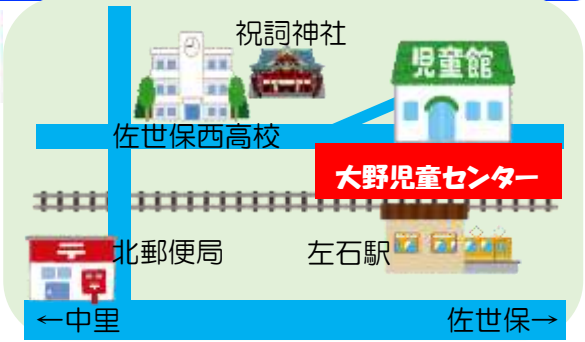 祝詞神社
児童館
佐世保西高校
大野児童センター
北郵便局
左石駅
←中里
佐世保→